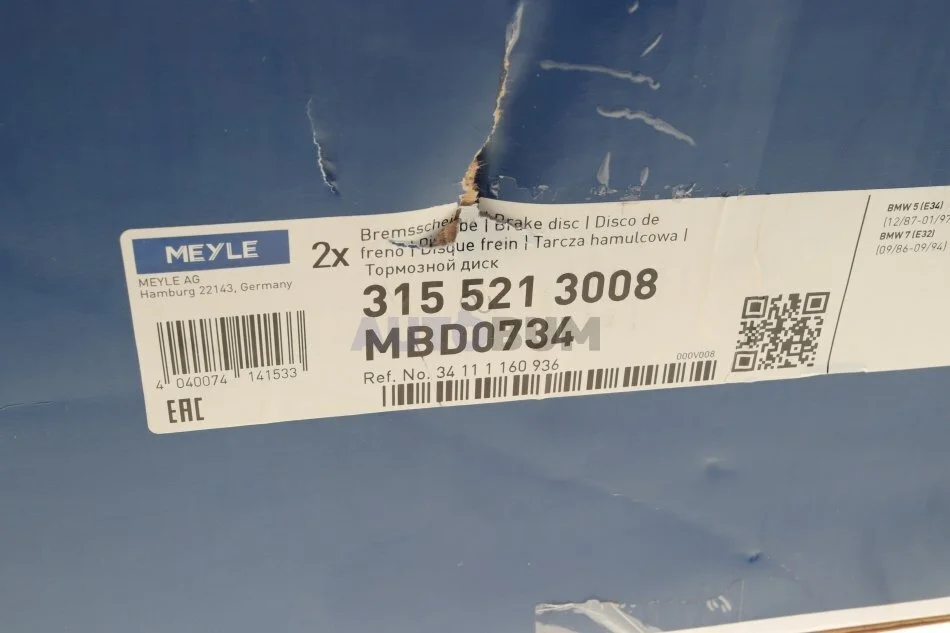 MEYLE
MEYLE AG
Hamburg 22143, Germany
4 040074 141533
EAC
2x
Bremsscheibe | Brake disc | Disco de
freno | Disque frein | Tarcza hamulcowa |
Тормозной диск
315 521 3008
MBD0734
AUTOBUM
Ref. No. 34 11 1 160 936
000V008
BMW 5 (E34)
(12/87-01/97
BMW 7 (E32)
(09/86-09/94)